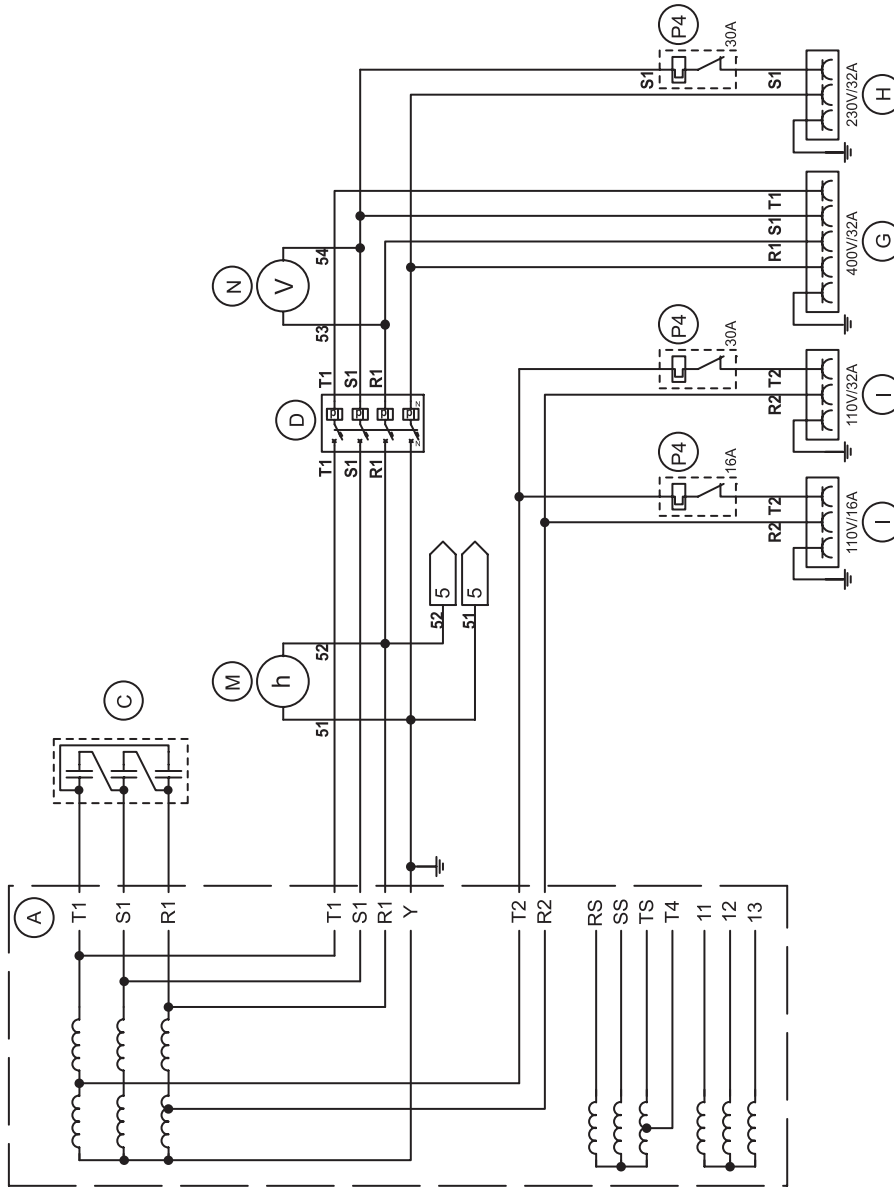 A
T1
S1
R1
T1
S1
R1
Y
T2
R2
RS
SS
TS
T4
11
12
13
C
M
h
51
52
52
5
51
5
D
T1
S1
R1
T1
S1
R1
N
N
N
V
53
54
P4
16A
R2 T2
110V/16A
I
P4
30A
R2 T2
110V/32A
I
R1 S1 T1
400V/32A
G
P4
30A
S1
S1
230V/32A
H